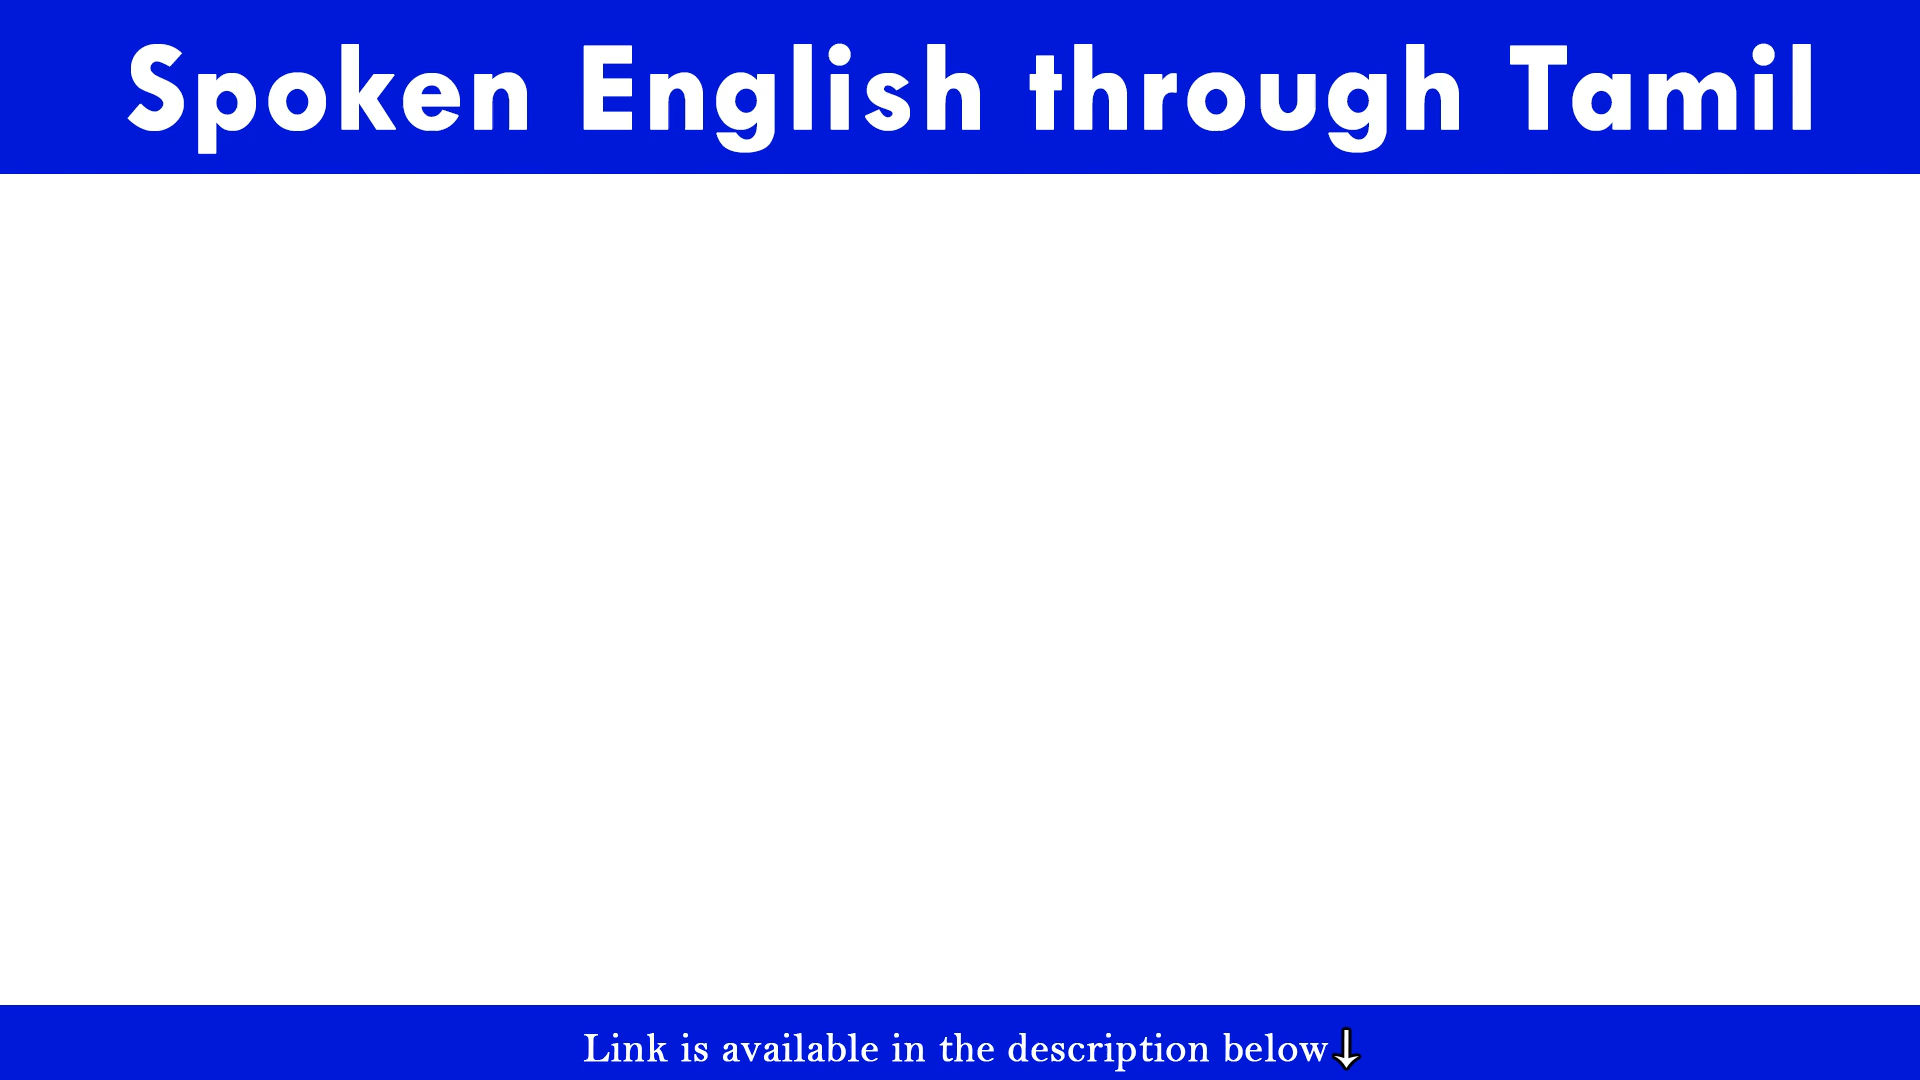 Spoken English through Tamil
Link is available in the description below↓